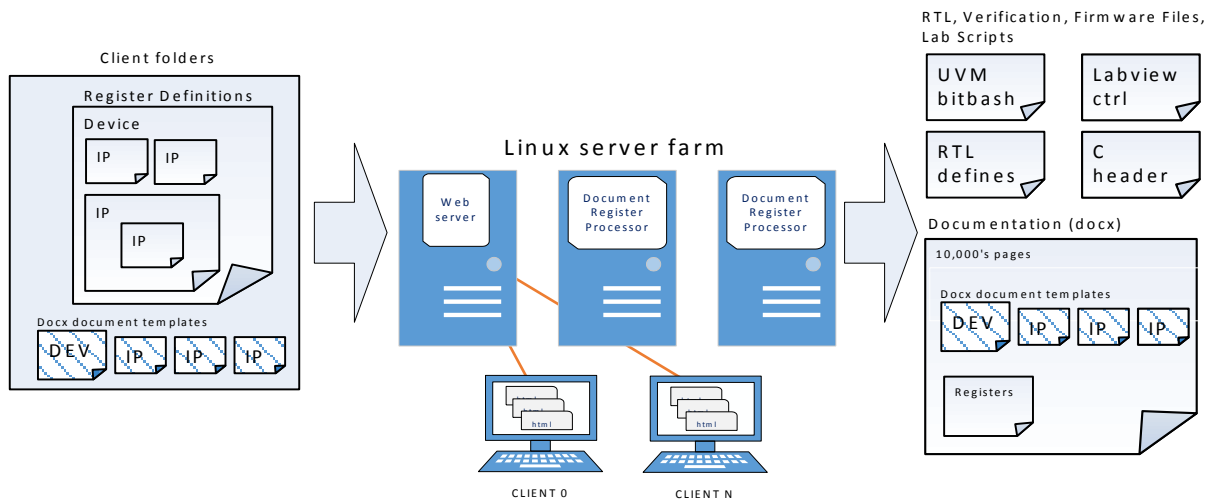 Client folders
Register Definitions
Device
IP
IP
IP
IP
Docx document templates
DEV
IP
IP
IP
Linux server farm
Web
server
Document
Register
Processor
Document
Register
Processor
html
html
html
html
CLIENT 0
CLIENT N
RTL, Verification, Firmware Files,
Lab Scripts
UVM
bitbash
Labview
ctrl
RTL
defines
C
header
Documentation (docx)
10,000's pages
Docx document templates
DEV
IP
IP
IP
Registers